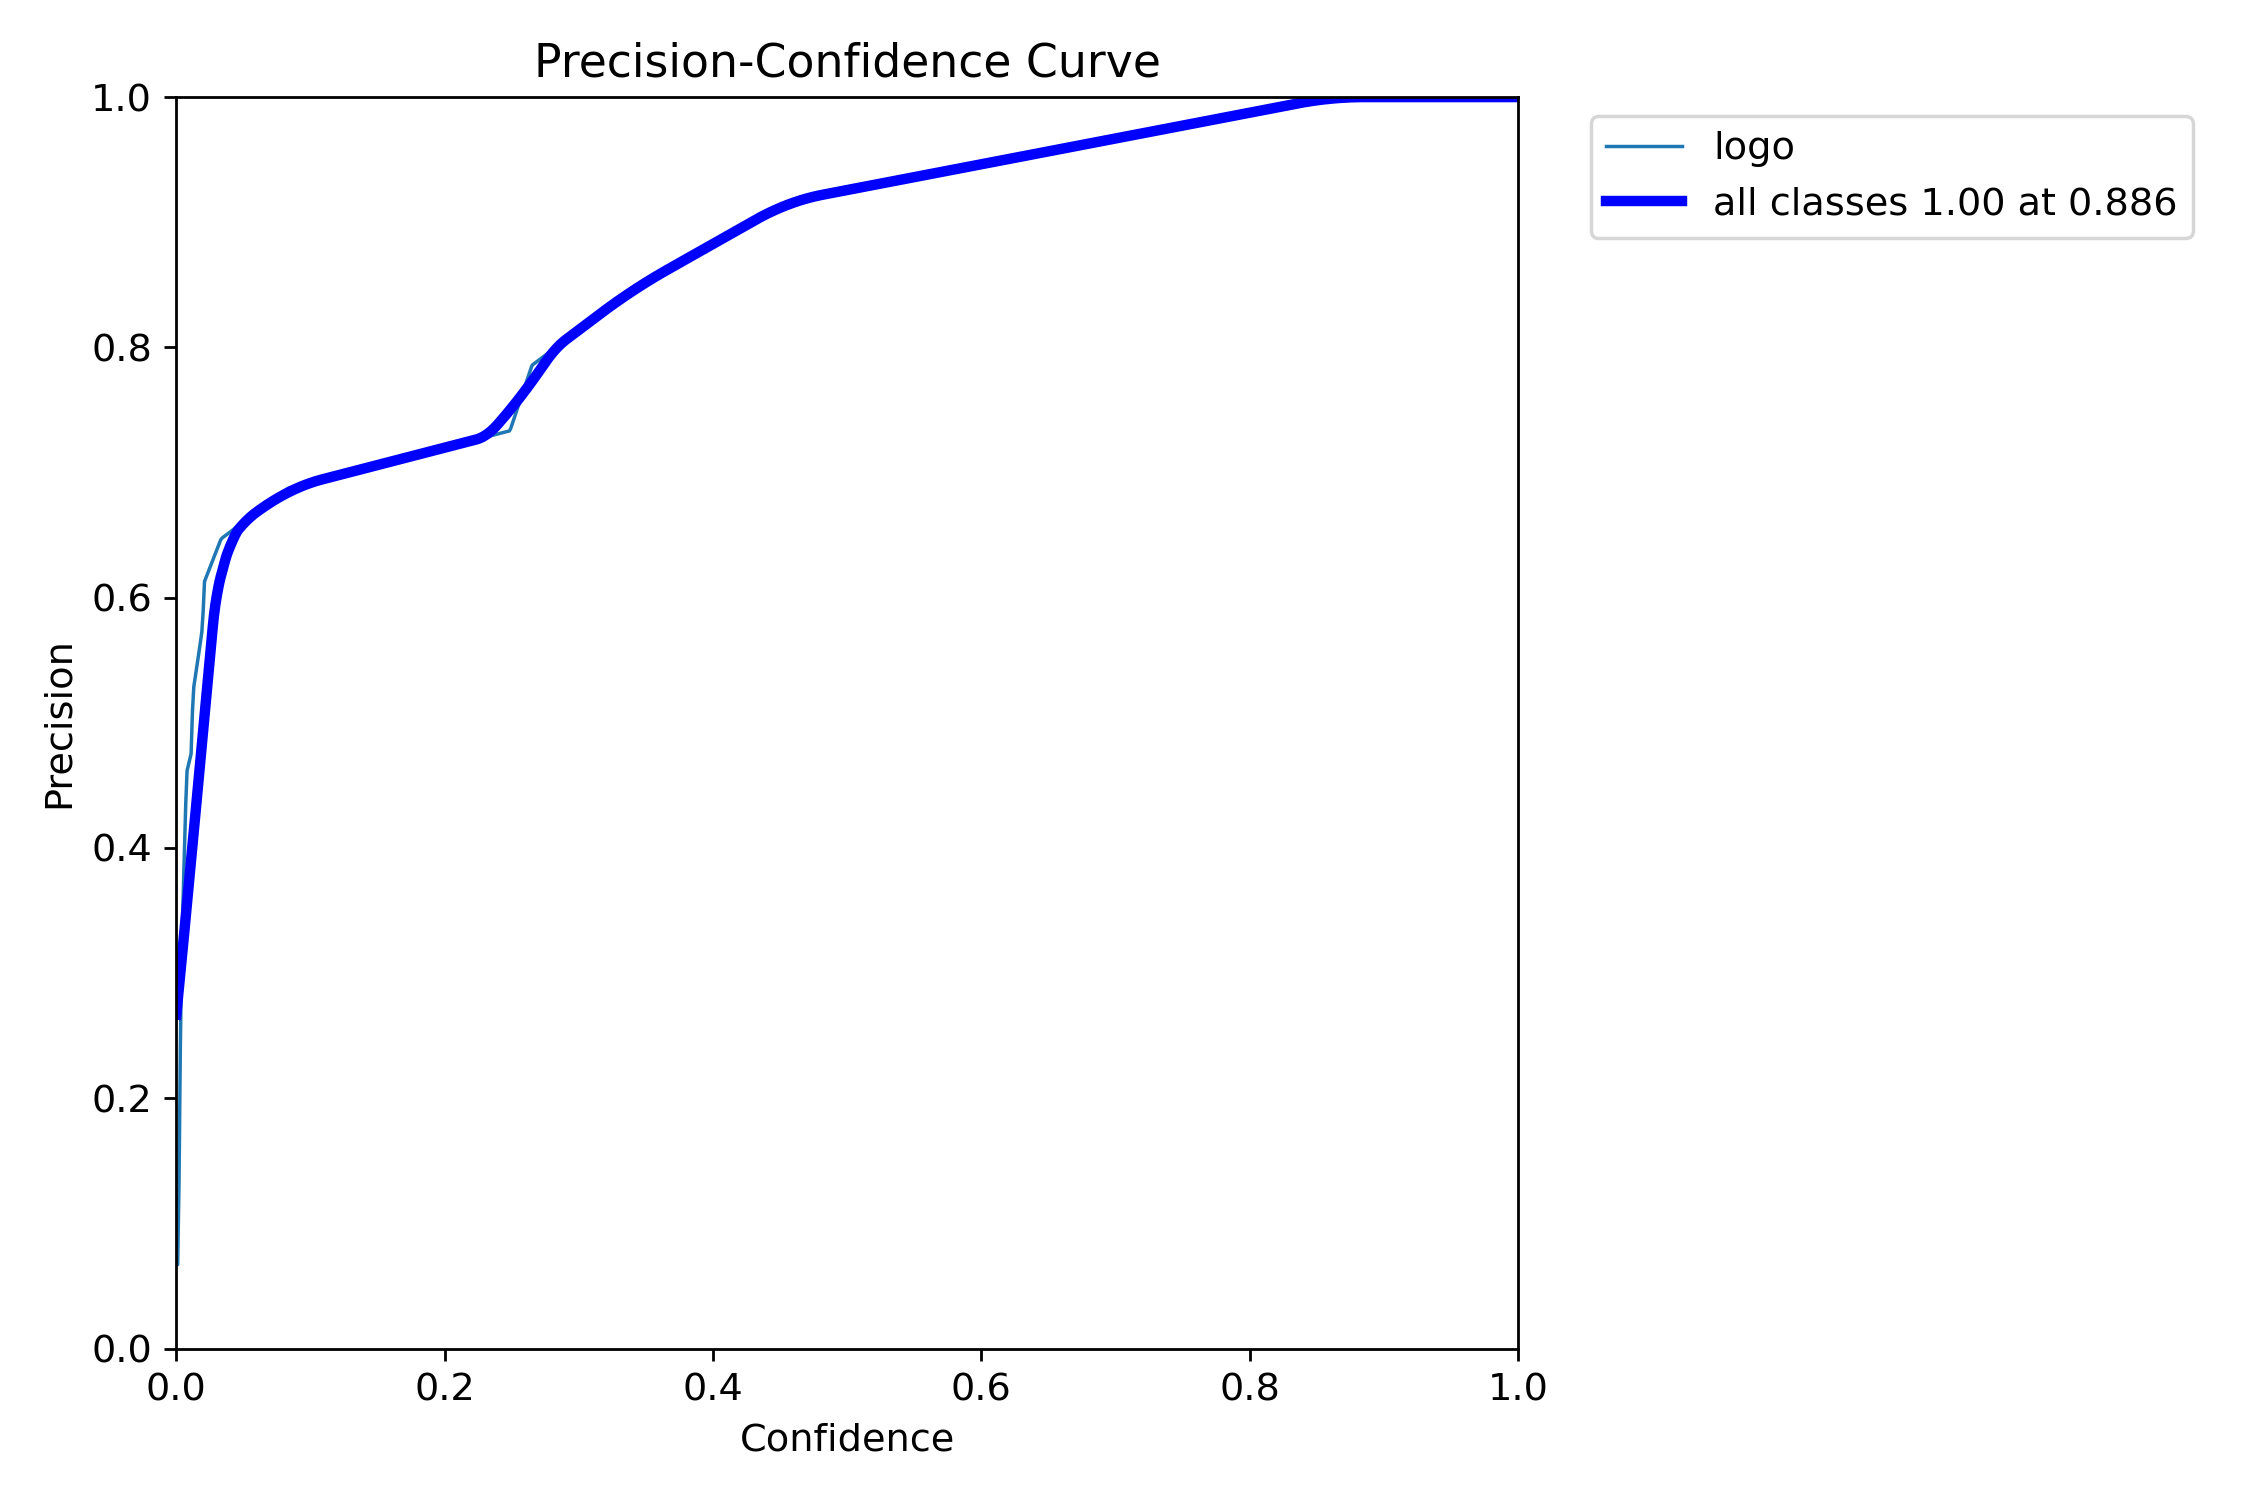 Precision-Confidence Curve
1.0
0.8
0.6
0.4
0.2
0.0
Precision
0.0 0.2 0.4 0.6 0.8 1.0
Confidence
logo
all classes 1.00 at 0.886